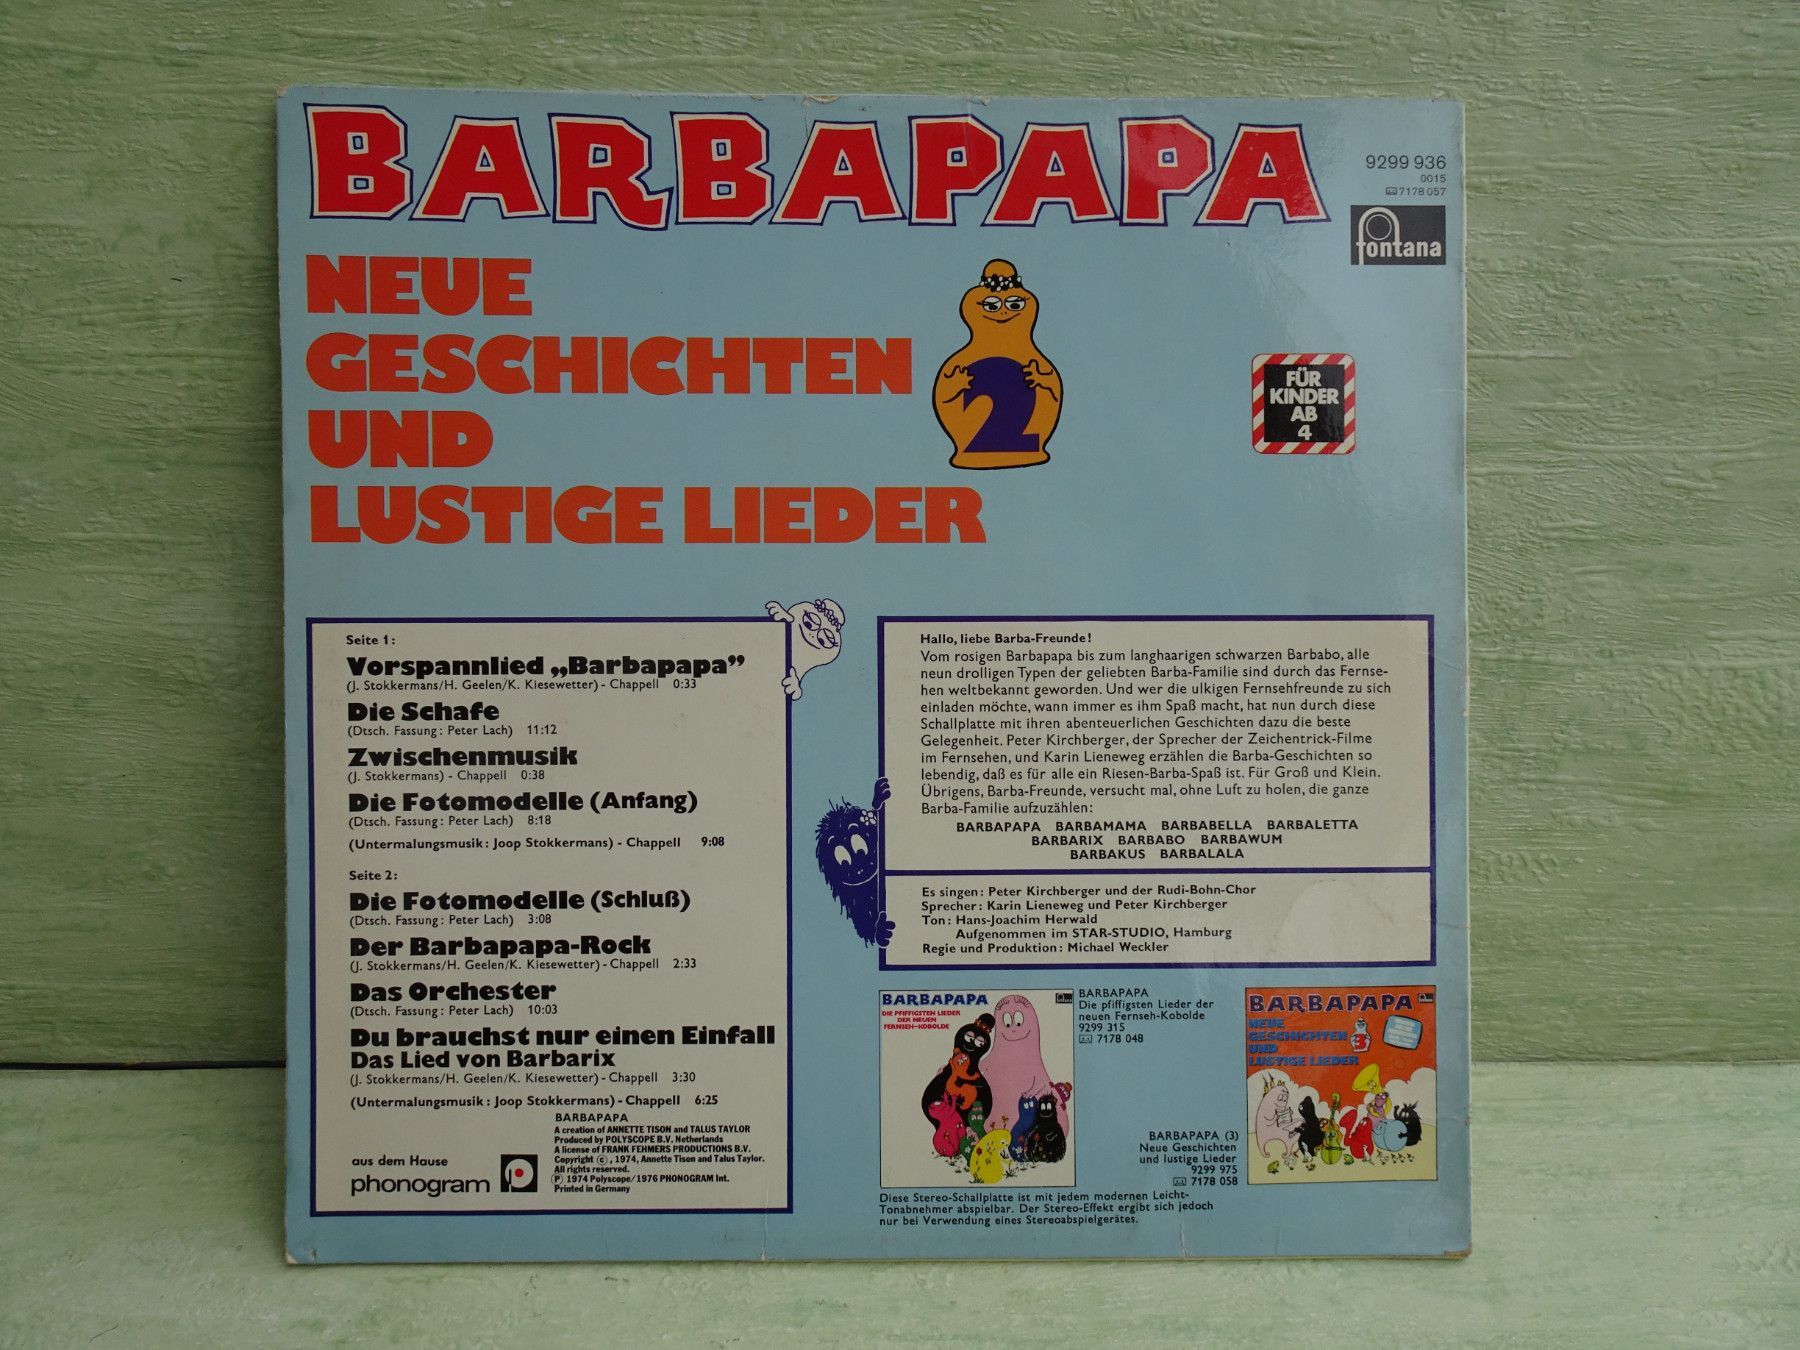 BARBAPAPA
9299 936
0015
7178 057
fontana
NEUE
GESCHICHTEN
UND
LUSTIGE LIEDER
2
FÜR
KINDER
AB
4
Seite 1:
Vorspannlied „Barbapapa”
(J. Stokkermans/H. Geelen/K. Kiesewetter) - Chappell 0:33
Die Schafe
(Dtsch. Fassung: Peter Lach) 11:12
Zwischenmusik
(J. Stokkermans) - Chappell 0:38
Die Fotomodelle (Anfang)
(Dtsch. Fassung: Peter Lach) 8:18
(Untermalungsmusik: Joop Stokkermans) - Chappell 9:08
Seite 2:
Die Fotomodelle (Schluß)
(Dtsch. Fassung: Peter Lach) 3:08
Der Barbapapa-Rock
(J. Stokkermans/H. Geelen/K. Kiesewetter) - Chappell 2:33
Das Orchester
(Dtsch. Fassung: Peter Lach) 10:03
Du brauchst nur einen Einfall
Das Lied von Barbarix
(J. Stokkermans/H. Geelen/K. Kiesewetter) - Chappell 3:30
(Untermalungsmusik: Joop Stokkermans) - Chappell 6:25
BARBAPAPA
A creation of ANNETTE TISON and TALUS TAYLOR
Produced by POLYSCOPE B.V. Netherlands
A license of FRANK FEHMERS PRODUCTIONS B.V.
Copyright ©, 1974, Annette Tison and Talus Taylor.
All rights reserved.
Ⓟ 1974 Polyscope/1976 PHONOGRAM Int.
Printed in Germany
aus dem Hause
phonogram
Hallo, liebe Barba-Freunde!
Vom rosigen Barbapapa bis zum langhaarigen schwarzen Barbabo, alle
neun drolligen Typen der geliebten Barba-Familie sind durch das Fernse-
hen weltbekannt geworden. Und wer die ulkigen Fernsehfreunde zu sich
einladen möchte, wann immer es ihm Spaß macht, hat nun durch diese
Schallplatte mit ihren abenteuerlichen Geschichten dazu die beste
Gelegenheit. Peter Kirchberger, der Sprecher der Zeichentrick-Filme
im Fernsehen, und Karin Lieneweg erzählen die Barba-Geschichten so
lebendig, daß es für alle ein Riesen-Barba-Spaß ist. Für Groß und Klein.
Übrigens, Barba-Freunde, versucht mal, ohne Luft zu holen, die ganze
Barba-Familie aufzuzählen:
BARBAPAPA BARBAMAMA BARBABELLA BARBALETTA
BARBARIX BARBABO BARBAWUM
BARBAKUS BARBALALA
Es singen: Peter Kirchberger und der Rudi-Bohn-Chor
Sprecher: Karin Lieneweg und Peter Kirchberger
Ton: Hans-Joachim Herwald
Aufgenommen im STAR-STUDIO, Hamburg
Regie und Produktion: Michael Weckler
BARBAPAPA
DIE PFIFFIGSTEN LIEDER
DER NEUEN
FERNSEH-KOBOLDE
BARBAPAPA
Die pfiffigsten Lieder der
neuen Fernseh-Kobolde
9299 315
7178 048
BARBAPAPA
NEUE
GESCHICHTEN 3
UND
LUSTIGE LIEDER
BARBAPAPA (3)
Neue Geschichten
und lustige Lieder
9299 975
7178 058
Diese Stereo-Schallplatte ist mit jedem modernen Leicht-
Tonabnehmer abspielbar. Der Stereo-Effekt ergibt sich jedoch
nur bei Verwendung eines Stereoabspielgerätes.